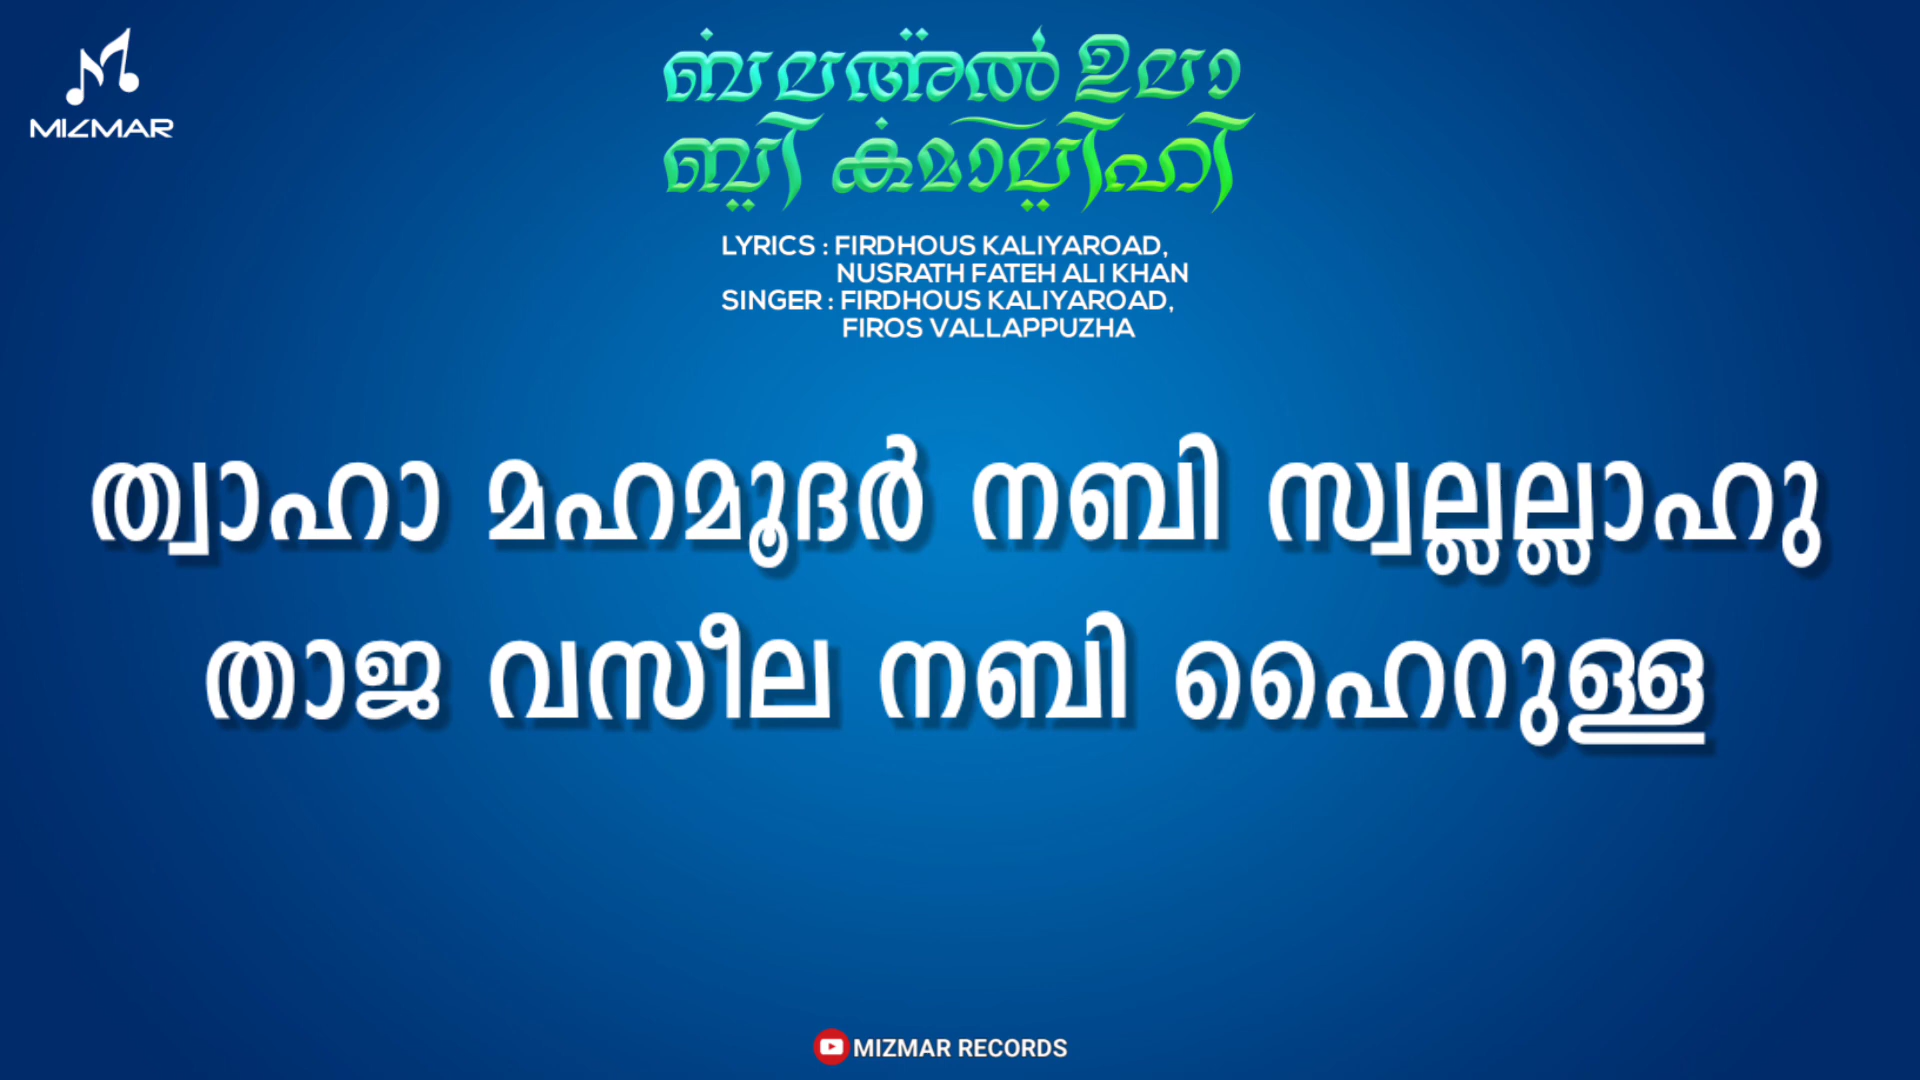 MIZMAR
ബലഅൽ ഉലാ
ബി കമാലിഹി
LYRICS : FIRDHOUS KALIYAROAD,
NUSRATH FATEH ALI KHAN
SINGER : FIRDHOUS KALIYAROAD,
FIROS VALLAPPUZHA
ത്വാഹാ മഹമൂദർ നബി സ്വല്ലല്ലാഹു
താജ വസീല നബി ഹൈറുള്ള
MIZMAR RECORDS